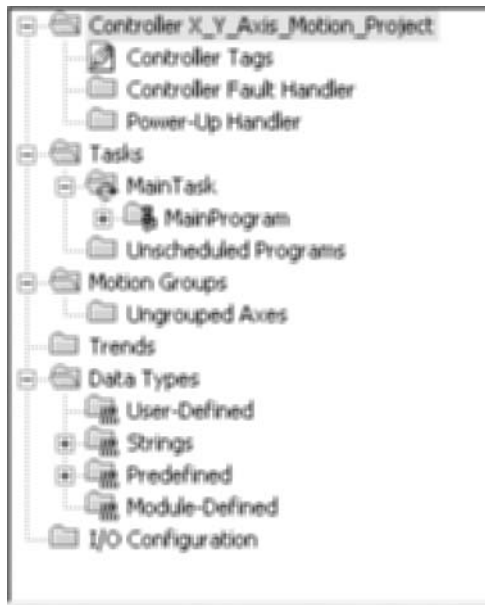 Controller X_Y_Axis_Motion_Project
Controller Tags
Controller Fault Handler
Power-Up Handler
Tasks
MainTask
MainProgram
Unscheduled Programs
Motion Groups
Ungrouped Axes
Trends
Data Types
User-Defined
Strings
Predefined
Module-Defined
I/O Configuration